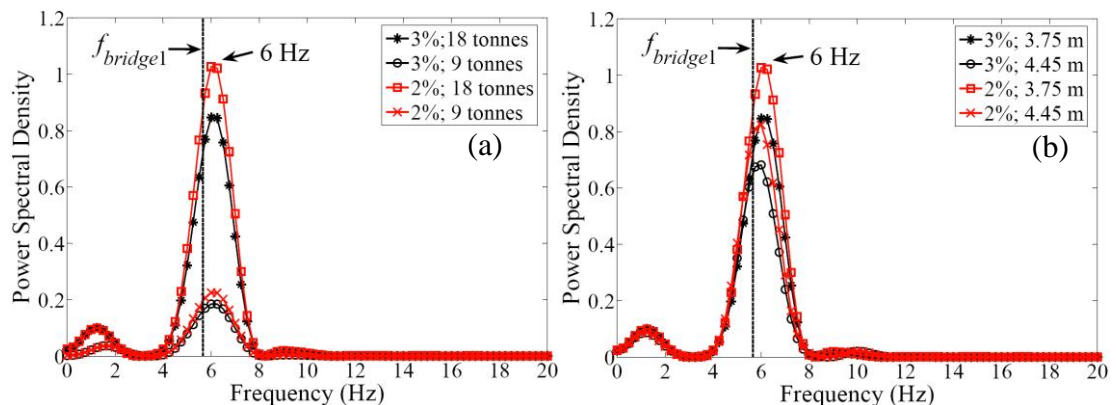 1.2
1
0.8
0.6
0.4
0.2
0
0 2 4 6 8 10 12 14 16 18 20
Power Spectral Density
Frequency (Hz)
fbridge1
6 Hz
3%;18 tonnes
3%; 9 tonnes
2%; 18 tonnes
2%; 9 tonnes
(a)
1.2
1
0.8
0.6
0.4
0.2
0
0 2 4 6 8 10 12 14 16 18 20
Power Spectral Density
Frequency (Hz)
fbridge1
6 Hz
3%; 3.75 m
3%; 4.45 m
2%; 3.75 m
2%; 4.45 m
(b)